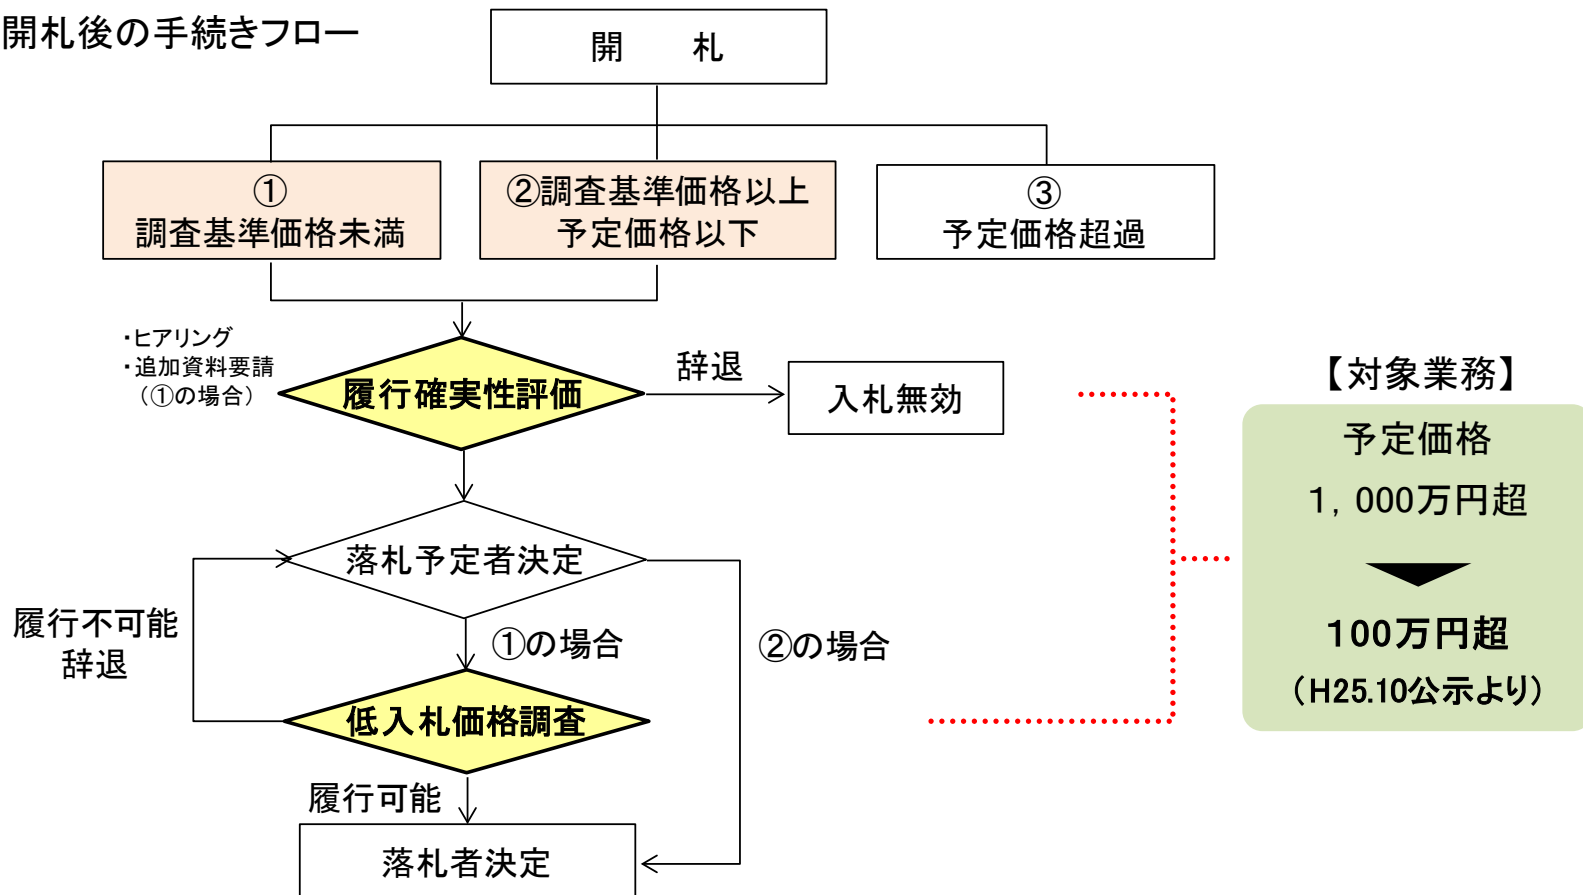 開札後の手続きフロー
開　　札
①
調査基準価格未満
②調査基準価格以上
予定価格以下
③
予定価格超過
・ヒアリング
・追加資料要請
（①の場合）
履行確実性評価
辞退
入札無効
落札予定者決定
履行不可能
辞退
①の場合
②の場合
低入札価格調査
履行可能
落札者決定
【対象業務】
予定価格
1，000万円超
100万円超
（H25.10公示より）